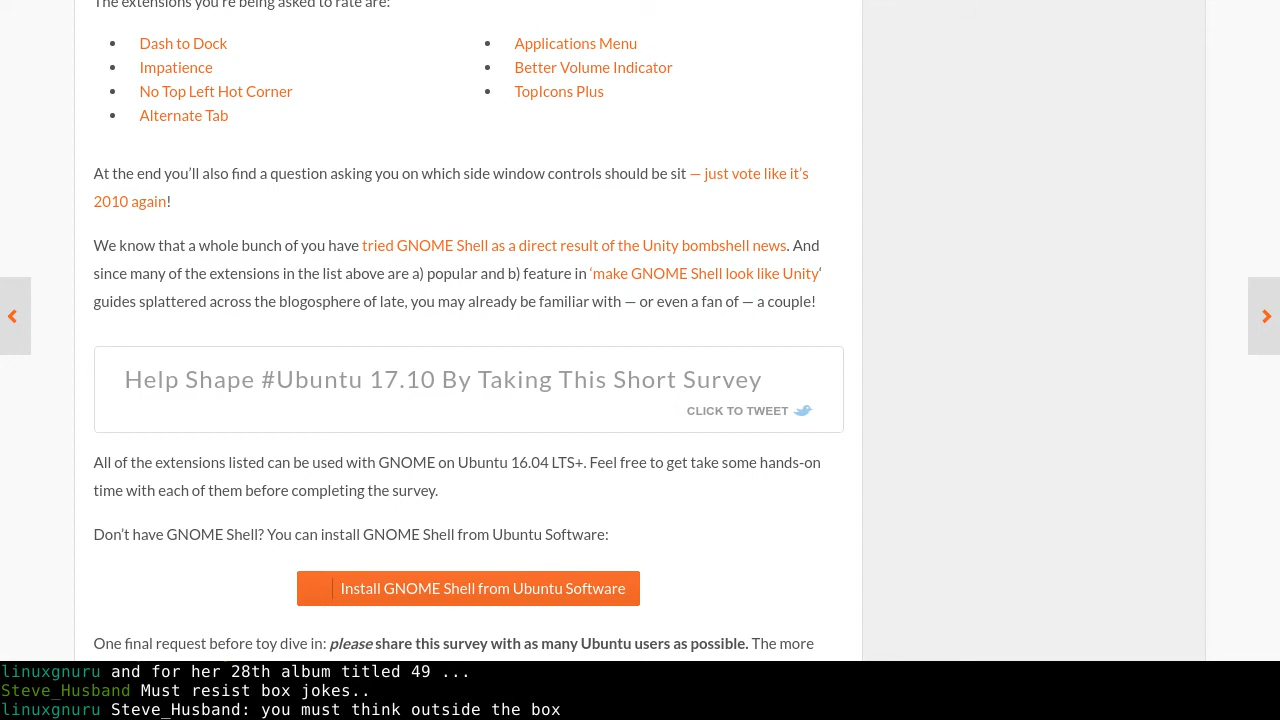 The extensions you're being asked to rate are:
Dash to Dock
Impatience
No Top Left Hot Corner
Alternate Tab
Applications Menu
Better Volume Indicator
TopIcons Plus
At the end you’ll also find a question asking you on which side window controls should be sit — just vote like it’s
2010 again!
We know that a whole bunch of you have tried GNOME Shell as a direct result of the Unity bombshell news. And
since many of the extensions in the list above are a) popular and b) feature in ‘make GNOME Shell look like Unity‘
guides splattered across the blogosphere of late, you may already be familiar with — or even a fan of — a couple!
Help Shape #Ubuntu 17.10 By Taking This Short Survey
CLICK TO TWEET
All of the extensions listed can be used with GNOME on Ubuntu 16.04 LTS+. Feel free to get take some hands-on
time with each of them before completing the survey.
Don’t have GNOME Shell? You can install GNOME Shell from Ubuntu Software:
Install GNOME Shell from Ubuntu Software
One final request before toy dive in: please share this survey with as many Ubuntu users as possible. The more
linuxgnuru and for her 28th album titled 49 ...
Steve_Husband Must resist box jokes..
linuxgnuru Steve_Husband: you must think outside the box